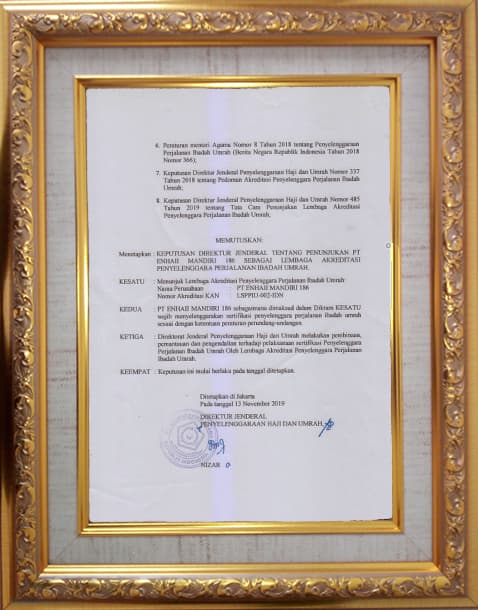 6. Peraturan menteri Agama Nomor 8 Tahun 2018 tentang Penyelenggaraan
Perjalanan Ibadah Umrah (Berita Negara Republik Indonesia Tahun 2018
Nomor 366);
7. Keputusan Direktur Jenderal Penyelenggaraan Haji dan Umrah Nomor 337
Tahun 2018 tentang Pedoman Akreditasi Penyelenggara Perjalanan Ibadah
Umrah;
8. Keputusan Direktur Jenderal Penyelenggaraan Haji dan Umrah Nomor 485
Tahun 2019 tentang Tata Cara Penunjukan Lembaga Akreditasi
Penyelenggara Perjalanan Ibadah Umrah;
MEMUTUSKAN:
Menetapkan : KEPUTUSAN DIREKTUR JENDERAL TENTANG PENUNJUKAN PT
ENHAII MANDIRI 186 SEBAGAI LEMBAGA AKREDITASI
PENYELENGGARA PERJALANAN IBADAH UMRAH.
KESATU : Menunjuk Lembaga Akreditasi Penyelenggara Perjalanan Ibadah Umrah:
Nama Perusahaan : PT ENHAII MANDIRI 186
Nomor Akreditasi KAN : LSPPIU-002-IDN
KEDUA : PT ENHAII MANDIRI 186 sebagaimana dimaksud dalam Diktum KESATU
wajib menyelenggarakan sertifikasi penyelenggara perjalanan ibadah umrah
sesuai dengan ketentuan peraturan perundang-undangan.
KETIGA : Direktorat Jenderal Penyelenggaraan Haji dan Umrah melakukan pembinaan,
pemantauan dan pengendalian terhadap pelaksanaan sertifikasi Penyelenggara
Perjalanan Ibadah Umrah Oleh Lembaga Akreditasi Penyelenggara Perjalanan
Ibadah Umrah.
KEEMPAT : Keputusan ini mulai berlaku pada tanggal ditetapkan.
Ditetapkan di Jakarta
Pada tanggal 13 November 2019
DIREKTUR JENDERAL
PENYELENGGARAAN HAJI DAN UMRAH,
NIZAR